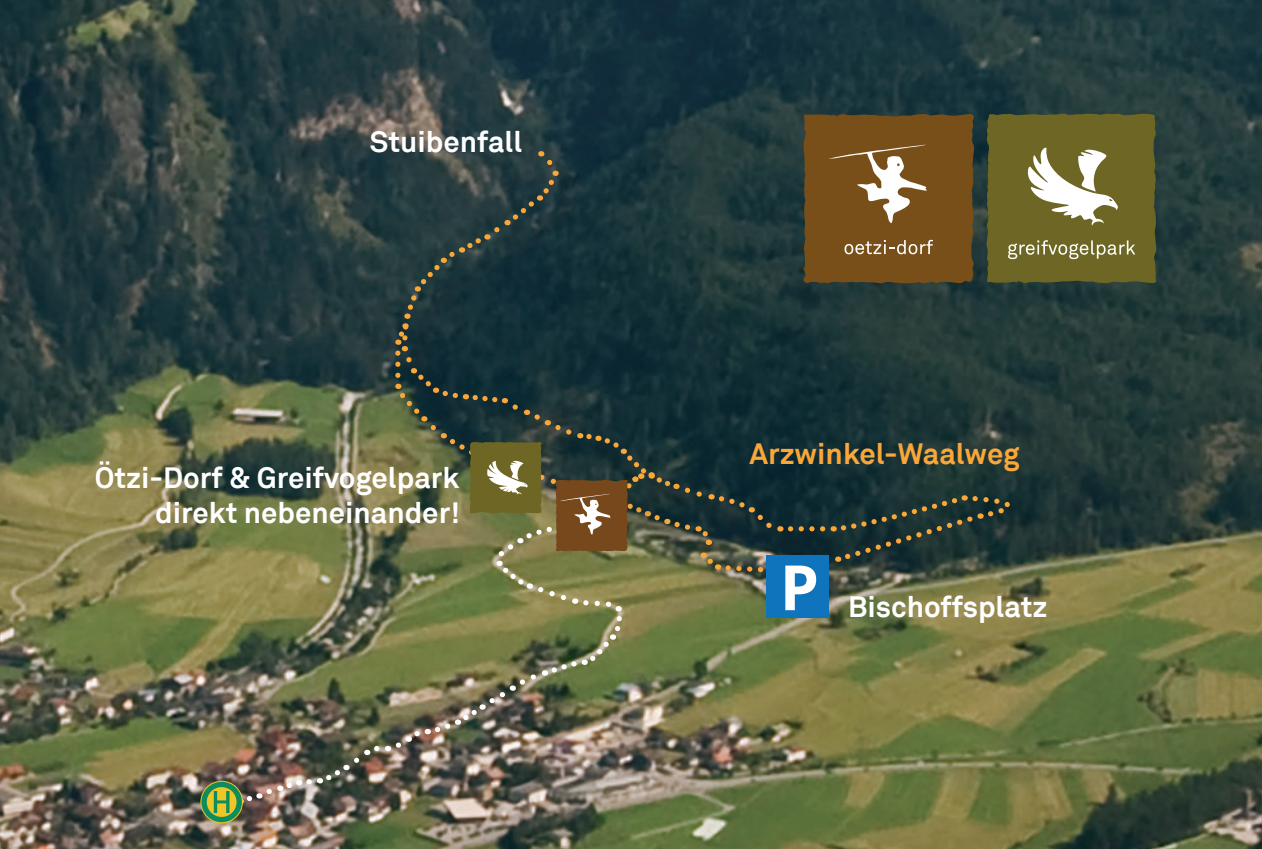 Stuibenfall
oetzi-dorf
greifvogelpark
Arzwinkel-Waalweg
Ötzi-Dorf & Greifvogelpark
direkt nebeneinander!
P
Bischoffsplatz
H